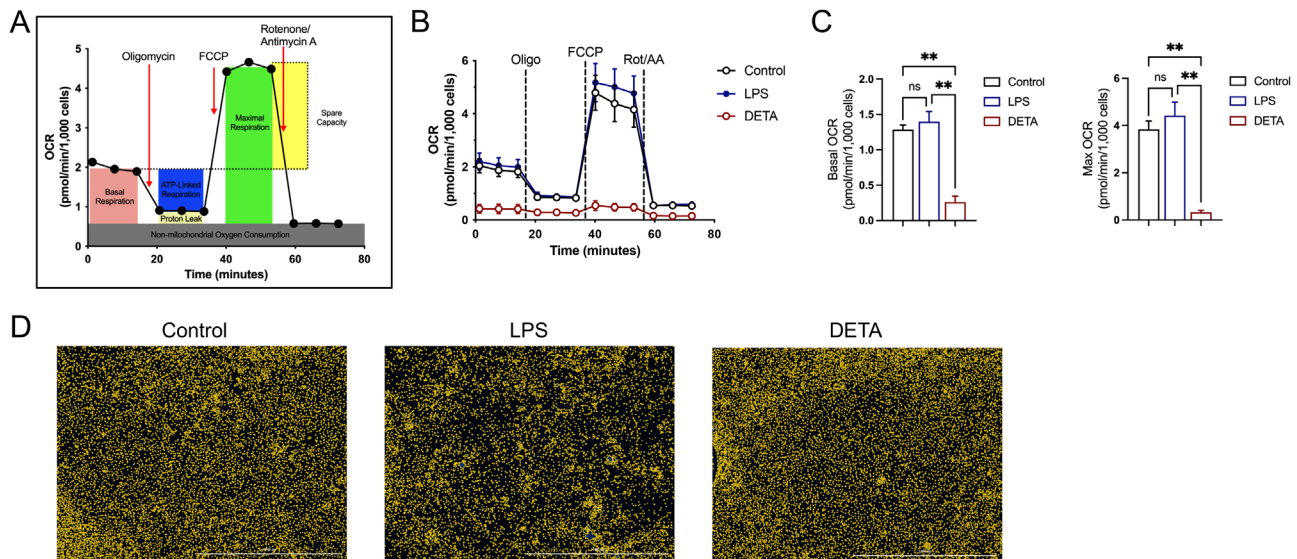 A
Oligomycin
FCCP
Rotenone/
Antimycin A
5
4
3
2
1
0
OCR
(pmol/min/1,000 cells)
Maximal
Respiration
Spare
Capacity
Basal
Respiration
ATP-Linked
Respiration
Proton Leak
Non-mitochondrial Oxygen Consumption
0 20 40 60 80
Time (minutes)
B
Oligo
FCCP
Rot/AA
6
4
2
0
OCR
(pmol/min/1,000 cells)
Control
LPS
DETA
0 20 40 60 80
Time (minutes)
C
**
ns
**
2.0
1.5
1.0
0.5
0.0
Basal OCR
(pmol/min/1,000 cells)
Control
LPS
DETA
**
ns
**
6
4
2
0
Max OCR
(pmol/min/1,000 cells)
Control
LPS
DETA
D
Control
LPS
DETA